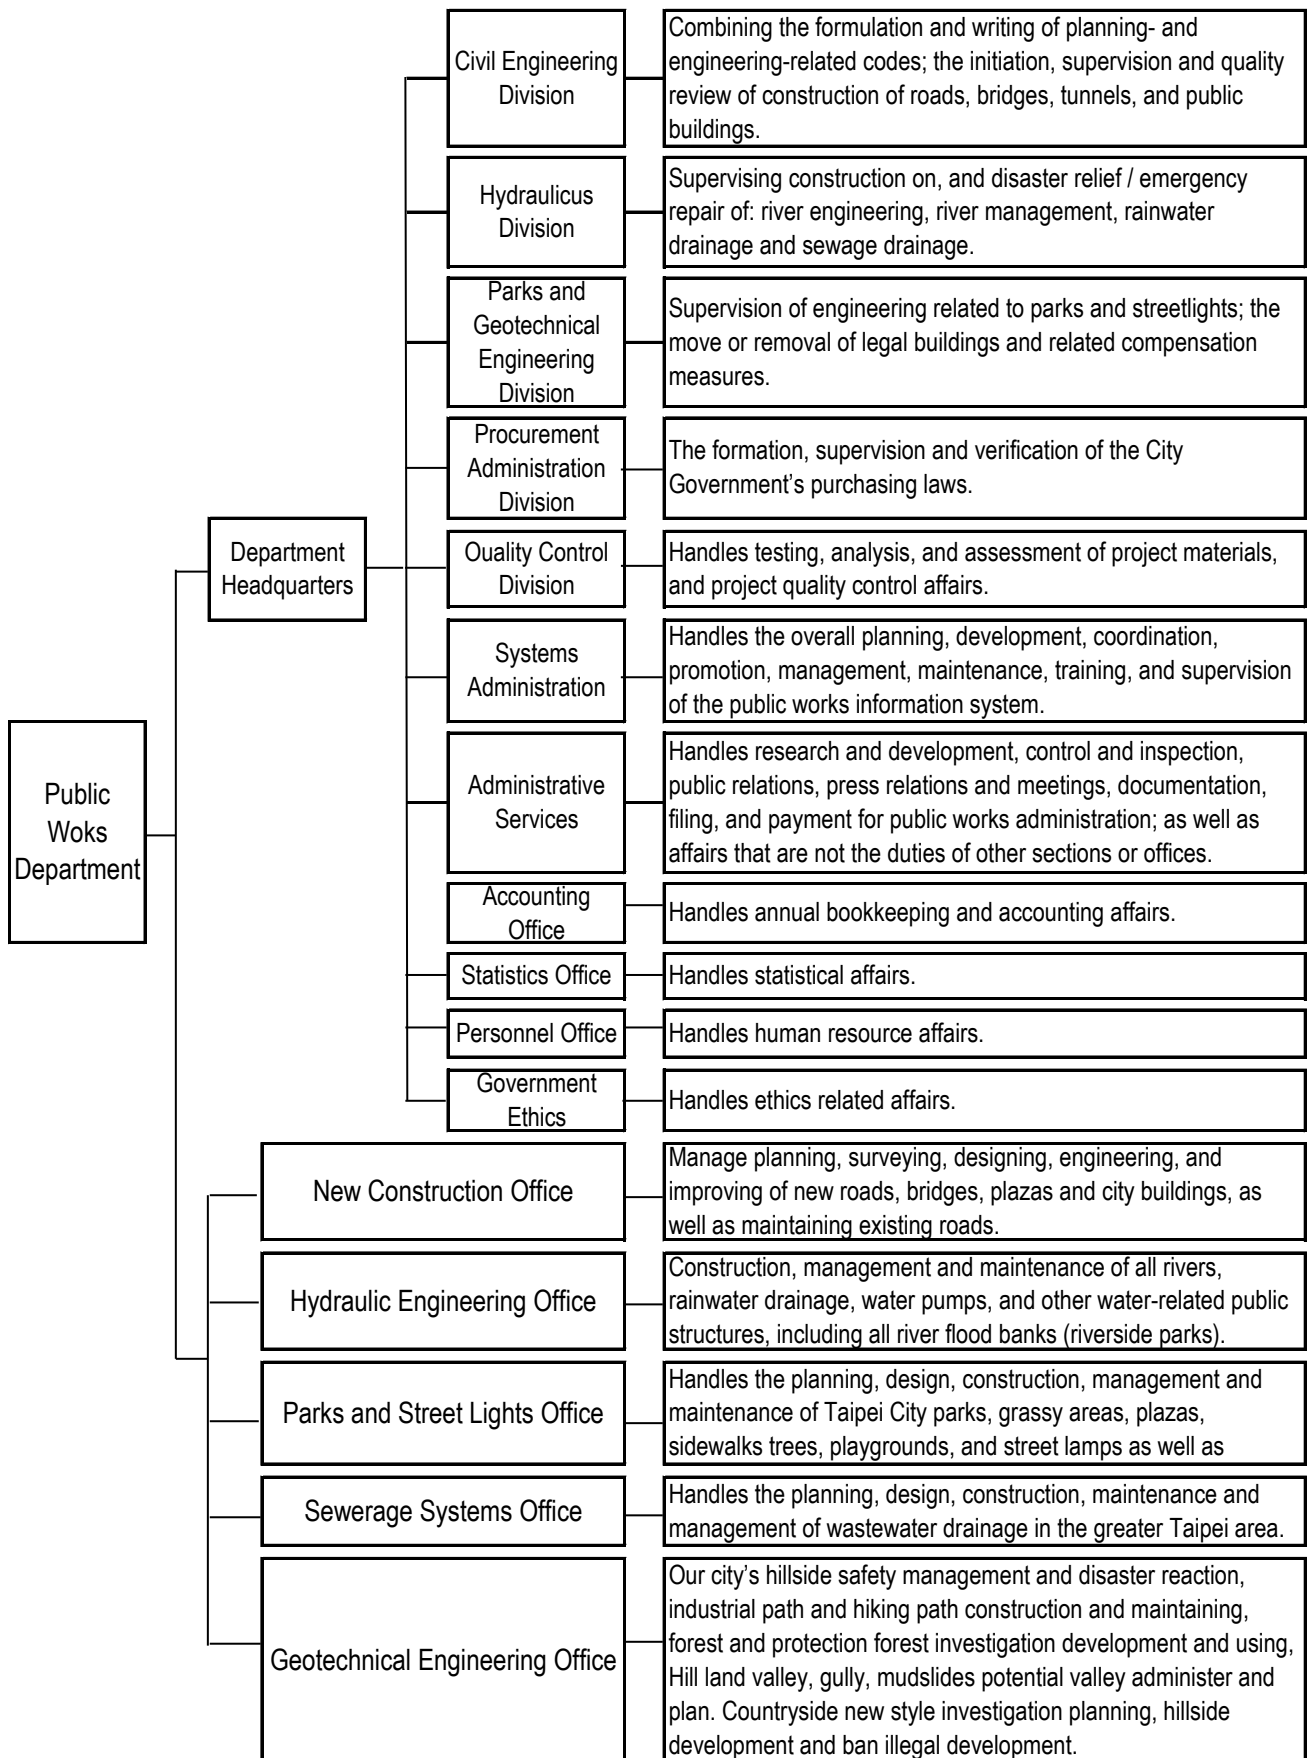 Civil Engineering
Division
Combining the formulation and writing of planning- and
engineering-related codes; the initiation, supervision and quality
review of construction of roads, bridges, tunnels, and public
buildings.
Hydraulicus
Division
Supervising construction on, and disaster relief / emergency
repair of: river engineering, river management, rainwater
drainage and sewage drainage.
Parks and
Geotechnical
Engineering
Division
Supervision of engineering related to parks and streetlights; the
move or removal of legal buildings and related compensation
measures.
Procurement
Administration
Division
The formation, supervision and verification of the City
Government’s purchasing laws.
Department
Headquarters
Ouality Control
Division
Handles testing, analysis, and assessment of project materials,
and project quality control affairs.
Systems
Administration
Handles the overall planning, development, coordination,
promotion, management, maintenance, training, and supervision
of the public works information system.
Public
Woks
Department
Administrative
Services
Handles research and development, control and inspection,
public relations, press relations and meetings, documentation,
filing, and payment for public works administration; as well as
affairs that are not the duties of other sections or offices.
Accounting
Office
Handles annual bookkeeping and accounting affairs.
Statistics Office
Handles statistical affairs.
Personnel Office
Handles human resource affairs.
Government
Ethics
Handles ethics related affairs.
New Construction Office
Manage planning, surveying, designing, engineering, and
improving of new roads, bridges, plazas and city buildings, as
well as maintaining existing roads.
Hydraulic Engineering Office
Construction, management and maintenance of all rivers,
rainwater drainage, water pumps, and other water-related public
structures, including all river flood banks (riverside parks).
Parks and Street Lights Office
Handles the planning, design, construction, management and
maintenance of Taipei City parks, grassy areas, plazas,
sidewalks trees, playgrounds, and street lamps as well as
Sewerage Systems Office
Handles the planning, design, construction, maintenance and
management of wastewater drainage in the greater Taipei area.
Geotechnical Engineering Office
Our city’s hillside safety management and disaster reaction,
industrial path and hiking path construction and maintaining,
forest and protection forest investigation development and using,
Hill land valley, gully, mudslides potential valley administer and
plan. Countryside new style investigation planning, hillside
development and ban illegal development.